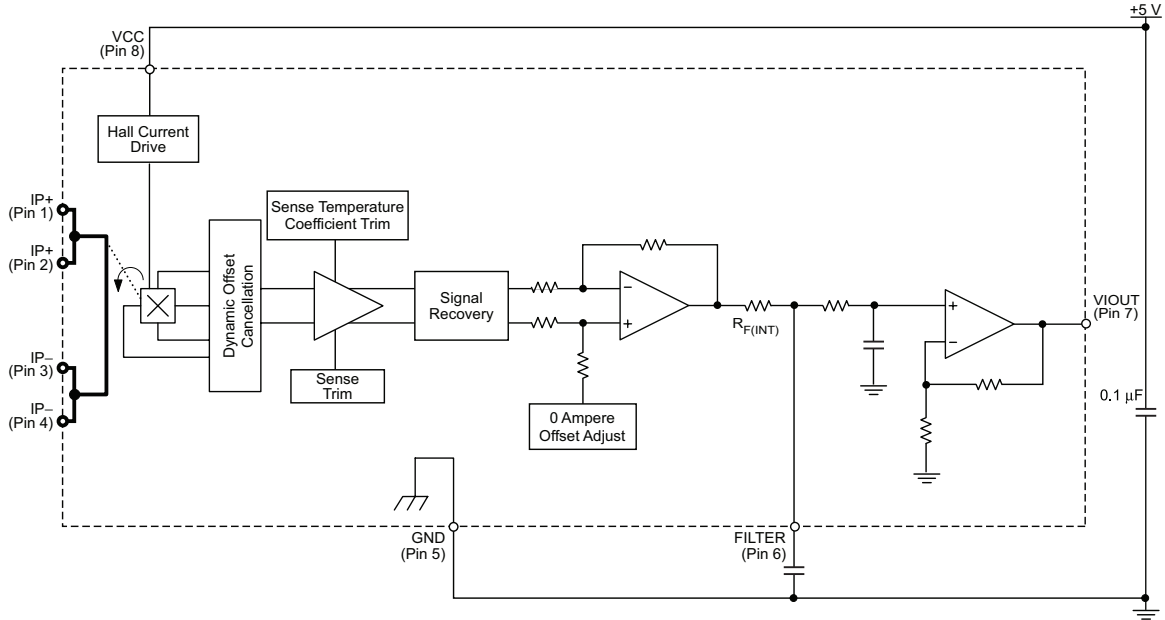 +5 V
VCC
(Pin 8)
Hall Current
Drive
IP+
(Pin 1)
IP+
(Pin 2)
IP−
(Pin 3)
IP−
(Pin 4)
Dynamic Offset
Cancellation
Sense Temperature
Coefficient Trim
Sense
Trim
Signal
Recovery
0 Ampere
Offset Adjust
−
+
RF(INT)
+
−
VIOUT
(Pin 7)
0.1 µF
GND
(Pin 5)
FILTER
(Pin 6)